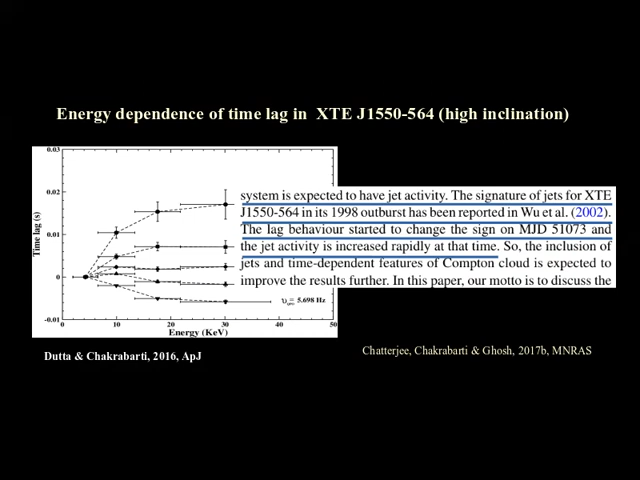 Energy dependence of time lag in XTE J1550-564 (high inclination)
0.03
0.02
0.01
0
-0.01
Time lag (s)
0 10 20 30 40 50
Energy (KeV)
υqpo = 5.698 Hz
system is expected to have jet activity. The signature of jets for XTE
J1550-564 in its 1998 outburst has been reported in Wu et al. (2002).
The lag behaviour started to change the sign on MJD 51073 and
the jet activity is increased rapidly at that time. So, the inclusion of
jets and time-dependent features of Compton cloud is expected to
improve the results further. In this paper, our motto is to discuss the
Dutta & Chakrabarti, 2016, ApJ
Chatterjee, Chakrabarti & Ghosh, 2017b, MNRAS